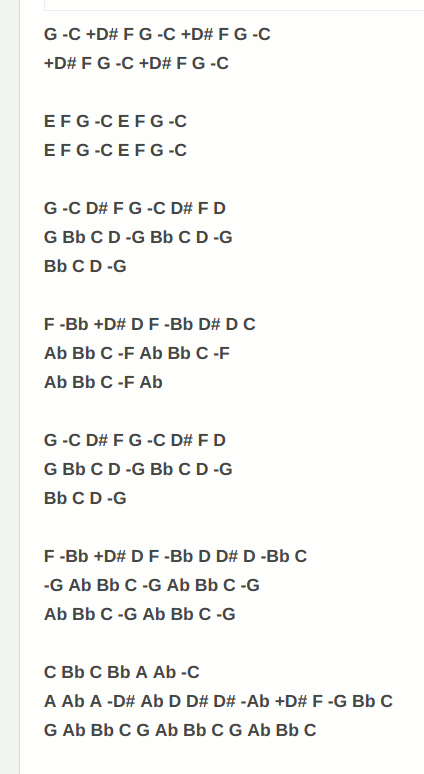 G -C +D# F G -C +D# F G -C
+D# F G -C +D# F G -C
E F G -C E F G -C
E F G -C E F G -C
G -C D# F G -C D# F D
G Bb C D -G Bb C D -G
Bb C D -G
F -Bb +D# D F -Bb D# D C
Ab Bb C -F Ab Bb C -F
Ab Bb C -F Ab
G -C D# F G -C D# F D
G Bb C D -G Bb C D -G
Bb C D -G
F -Bb +D# D F -Bb D D# D -Bb C
-G Ab Bb C -G Ab Bb C -G
Ab Bb C -G Ab Bb C -G
C Bb C Bb A Ab -C
A Ab A -D# Ab D D# D# -Ab +D# F -G Bb C
G Ab Bb C G Ab Bb C G Ab Bb C